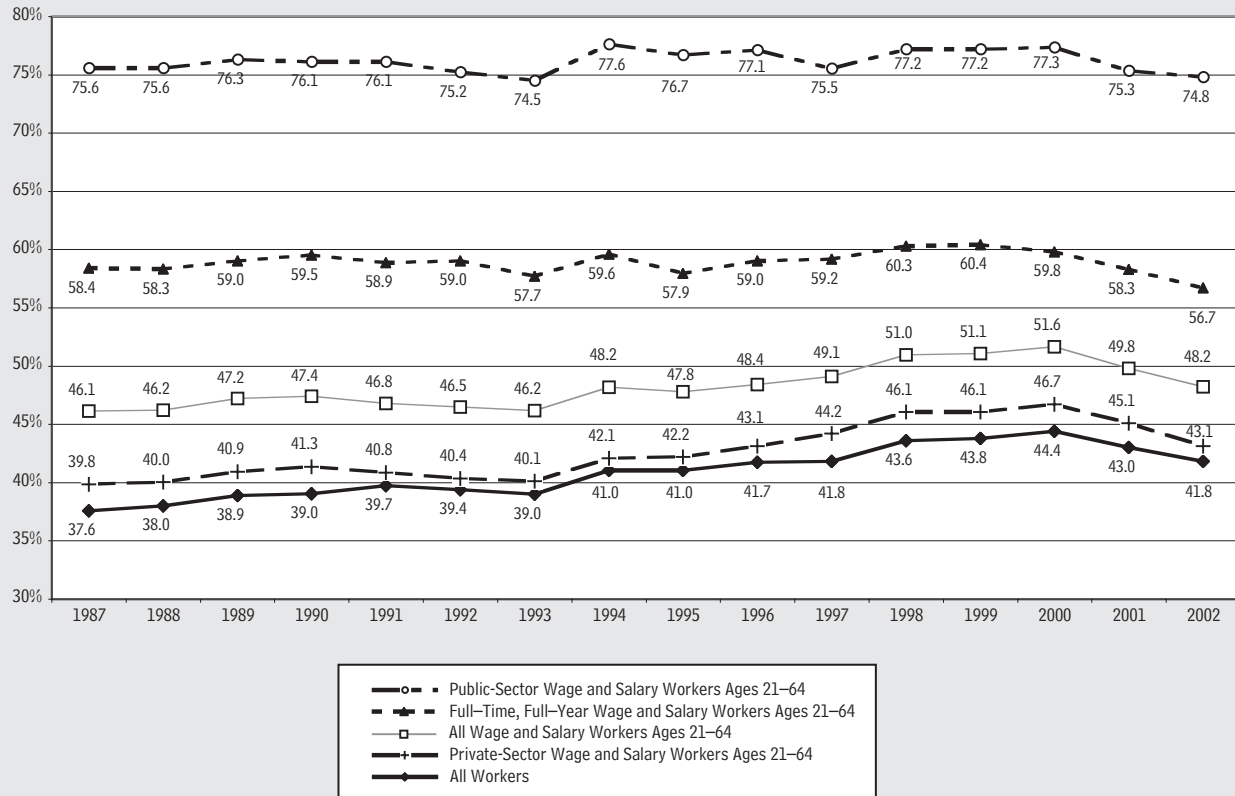 80%
75%
70%
65%
60%
55%
50%
45%
40%
35%
30%
75.6 75.6 76.3 76.1 76.1 75.2 74.5 77.6 76.7 77.1 75.5 77.2 77.2 77.3 75.3 74.8
58.4 58.3 59.0 59.5 58.9 59.0 57.7 59.6 57.9 59.0 59.2 60.3 60.4 59.8 58.3 56.7
46.1 46.2 47.2 47.4 46.8 46.5 46.2 48.2 47.8 48.4 49.1 51.0 51.1 51.6 49.8 48.2
39.8 40.0 40.9 41.3 40.8 40.4 40.1 42.1 42.2 43.1 44.2 46.1 46.1 46.7 45.1 43.1
37.6 38.0 38.9 39.0 39.7 39.4 39.0 41.0 41.0 41.7 41.8 43.6 43.8 44.4 43.0 41.8
1987 1988 1989 1990 1991 1992 1993 1994 1995 1996 1997 1998 1999 2000 2001 2002
Public-Sector Wage and Salary Workers Ages 21–64
Full–Time, Full–Year Wage and Salary Workers Ages 21–64
All Wage and Salary Workers Ages 21–64
Private-Sector Wage and Salary Workers Ages 21–64
All Workers